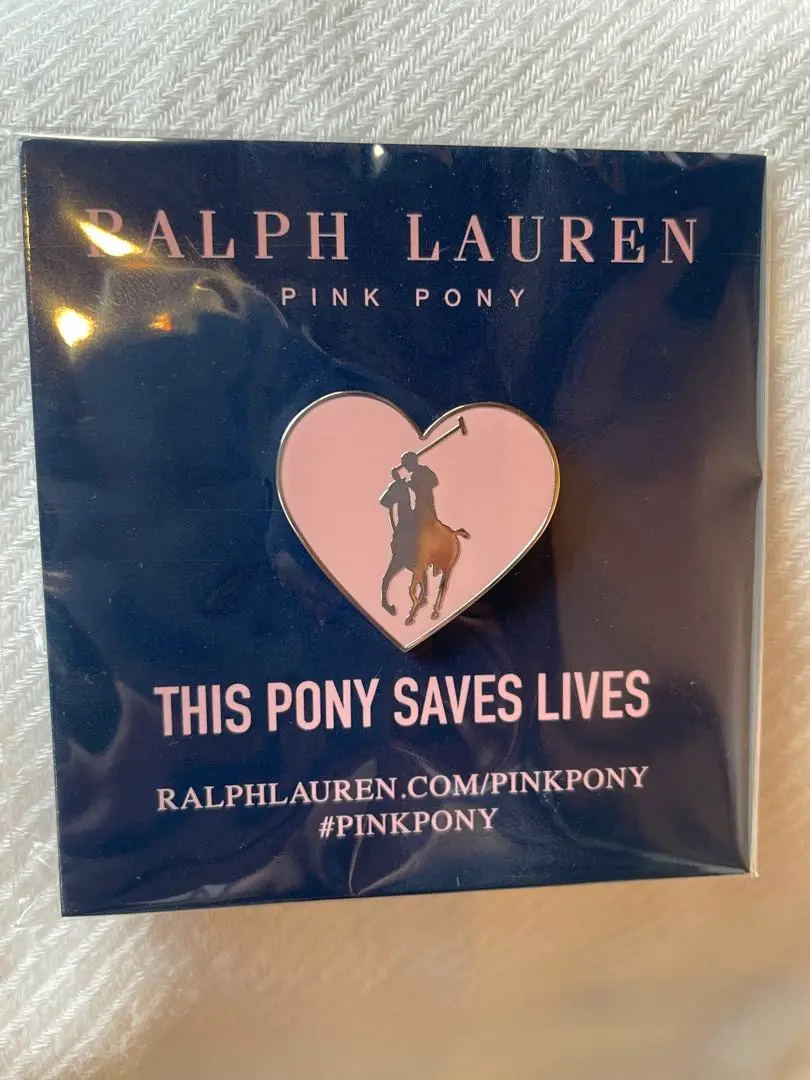 RALPH LAUREN
PINK PONY
THIS PONY SAVES LIVES
RALPHLAUREN.COM/PINKPONY
#PINKPONY